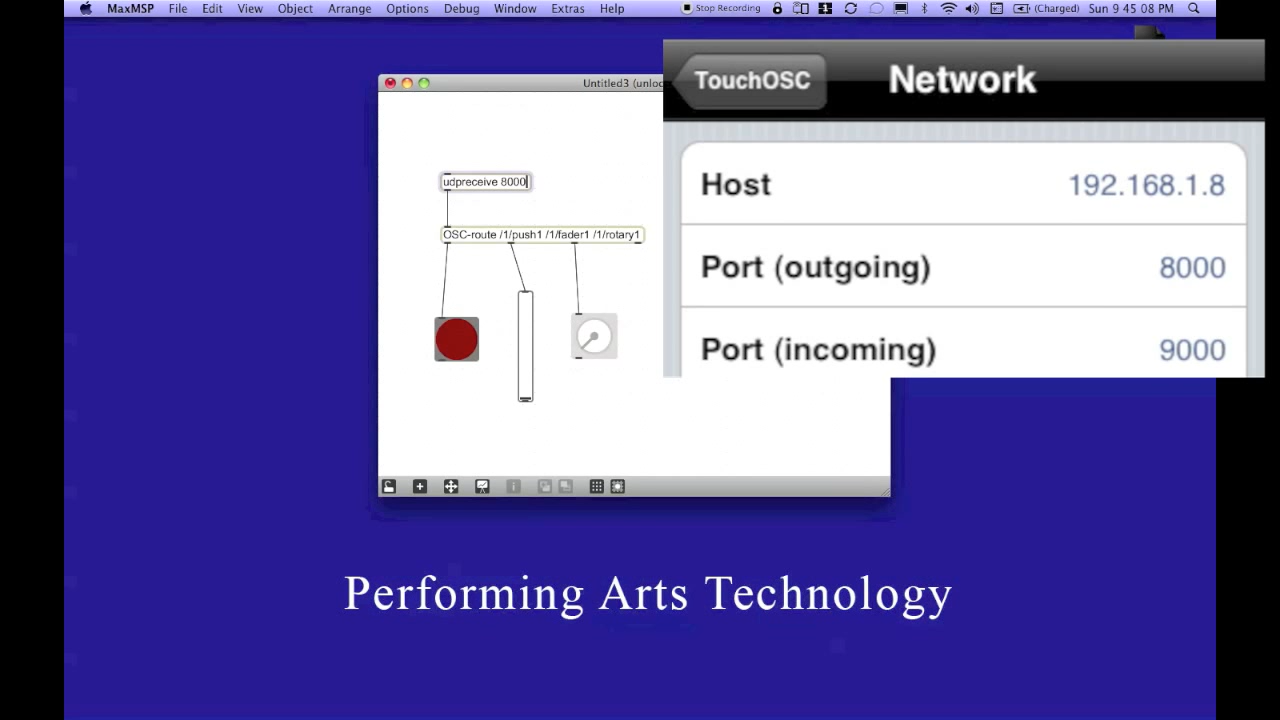 MaxMSP File Edit View Object Arrange Options Debug Window Extras Help Stop Recording (Charged) Sun 9 45 08 PM
TouchOSC Network
Untitled3 (unloc
Host 192.168.1.8
udpreceive 8000
OSC-route /1/push1 /1/fader1 /1/rotary1
Port (outgoing) 8000
Port (incoming) 9000
Performing Arts Technology